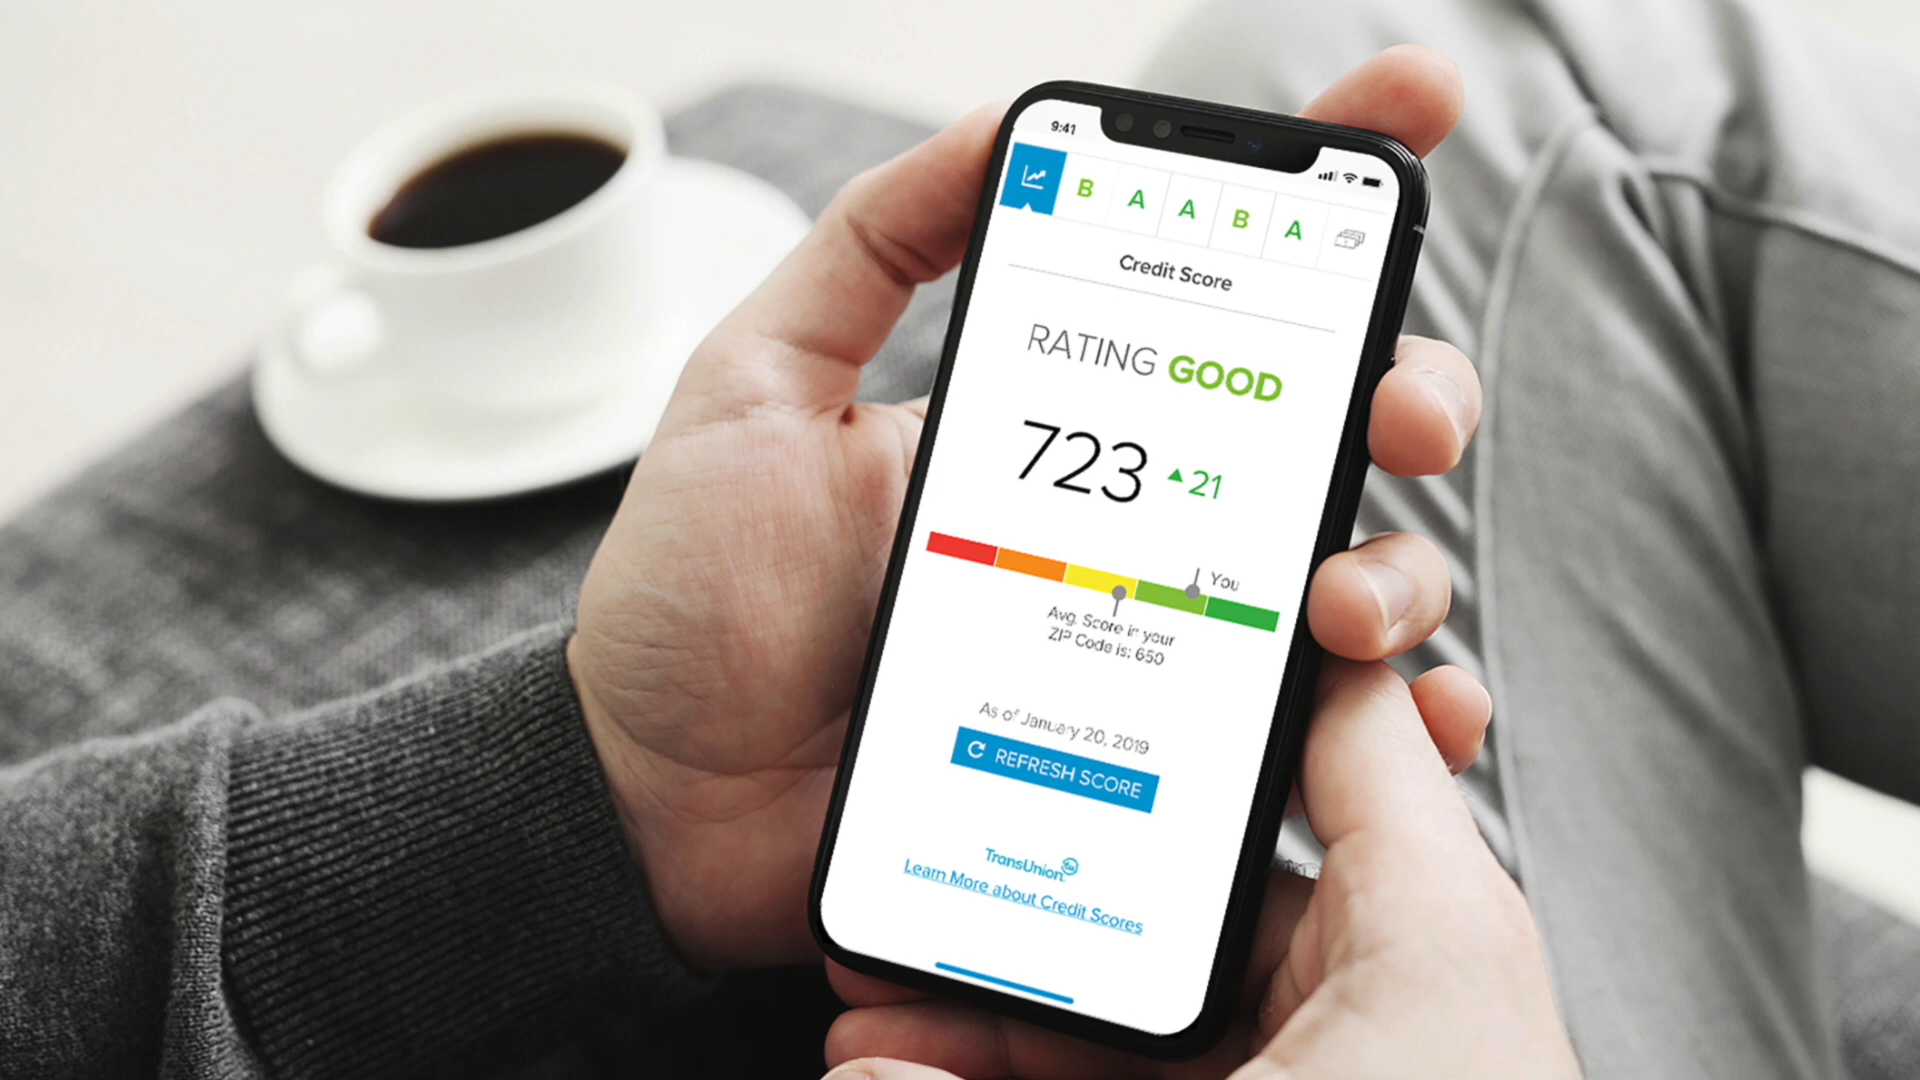 9:41
B A A B A
Credit Score
RATING GOOD
723 ▲21
You
Avg. Score in your
ZIP Code is: 650
As of January 20, 2019
REFRESH SCORE
TransUnion
Learn More about Credit Scores